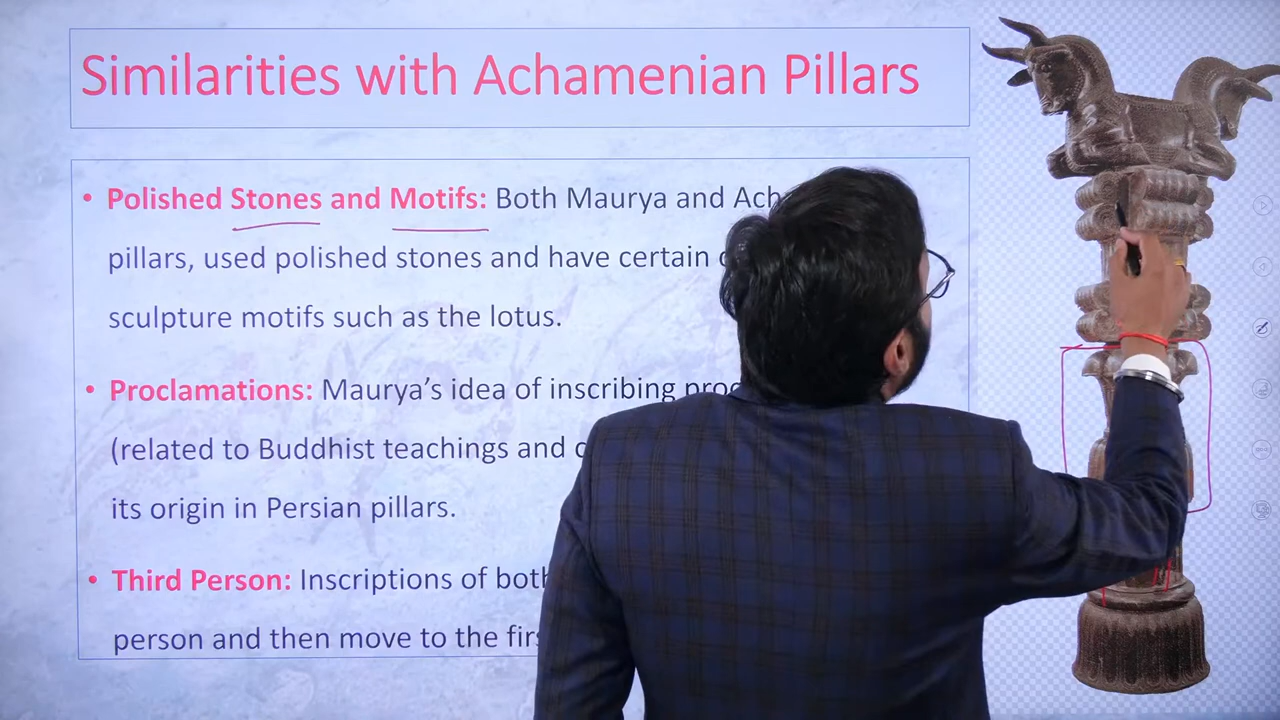 Similarities with Achamenian Pillars
• Polished Stones and Motifs: Both Maurya and
pillars, used polished stones and have certain
sculpture motifs such as the lotus.
• Proclamations: Maurya's idea of inscribing
(related to Buddhist teachings and
its origin in Persian pillars.
• Third Person: Inscriptions of
person and then move to the